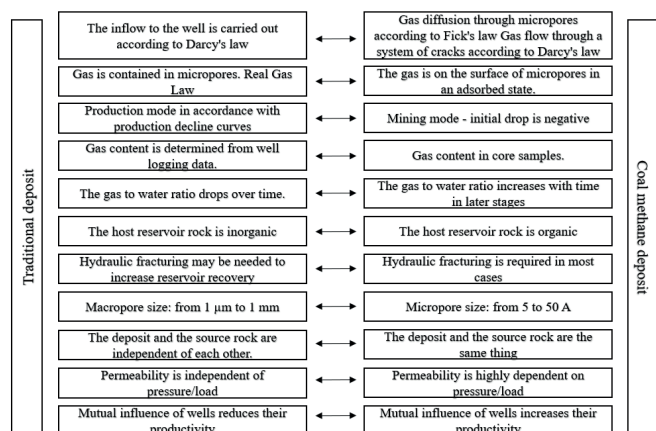 Traditional deposit
The inflow to the well is carried out
according to Darcy's law
Gas diffusion through micropores
according to Fick's law Gas flow through a
system of cracks according to Darcy's law
Gas is contained in micropores. Real Gas
Law
The gas is on the surface of micropores in
an adsorbed state.
Production mode in accordance with
production decline curves
Mining mode - initial drop is negative
Gas content is determined from well
logging data.
Gas content in core samples.
The gas to water ratio drops over time.
The gas to water ratio increases with time
in later stages
The host reservoir rock is inorganic
The host reservoir rock is organic
Hydraulic fracturing may be needed to
increase reservoir recovery
Hydraulic fracturing is required in most
cases
Macropore size: from 1 µm to 1 mm
Micropore size: from 5 to 50 A
The deposit and the source rock are
independent of each other.
The deposit and the source rock are the
same thing
Permeability is independent of
pressure/load
Permeability is highly dependent on
pressure/load
Mutual influence of wells reduces their
productivity
Mutual influence of wells increases their
productivity
Coal methane deposit